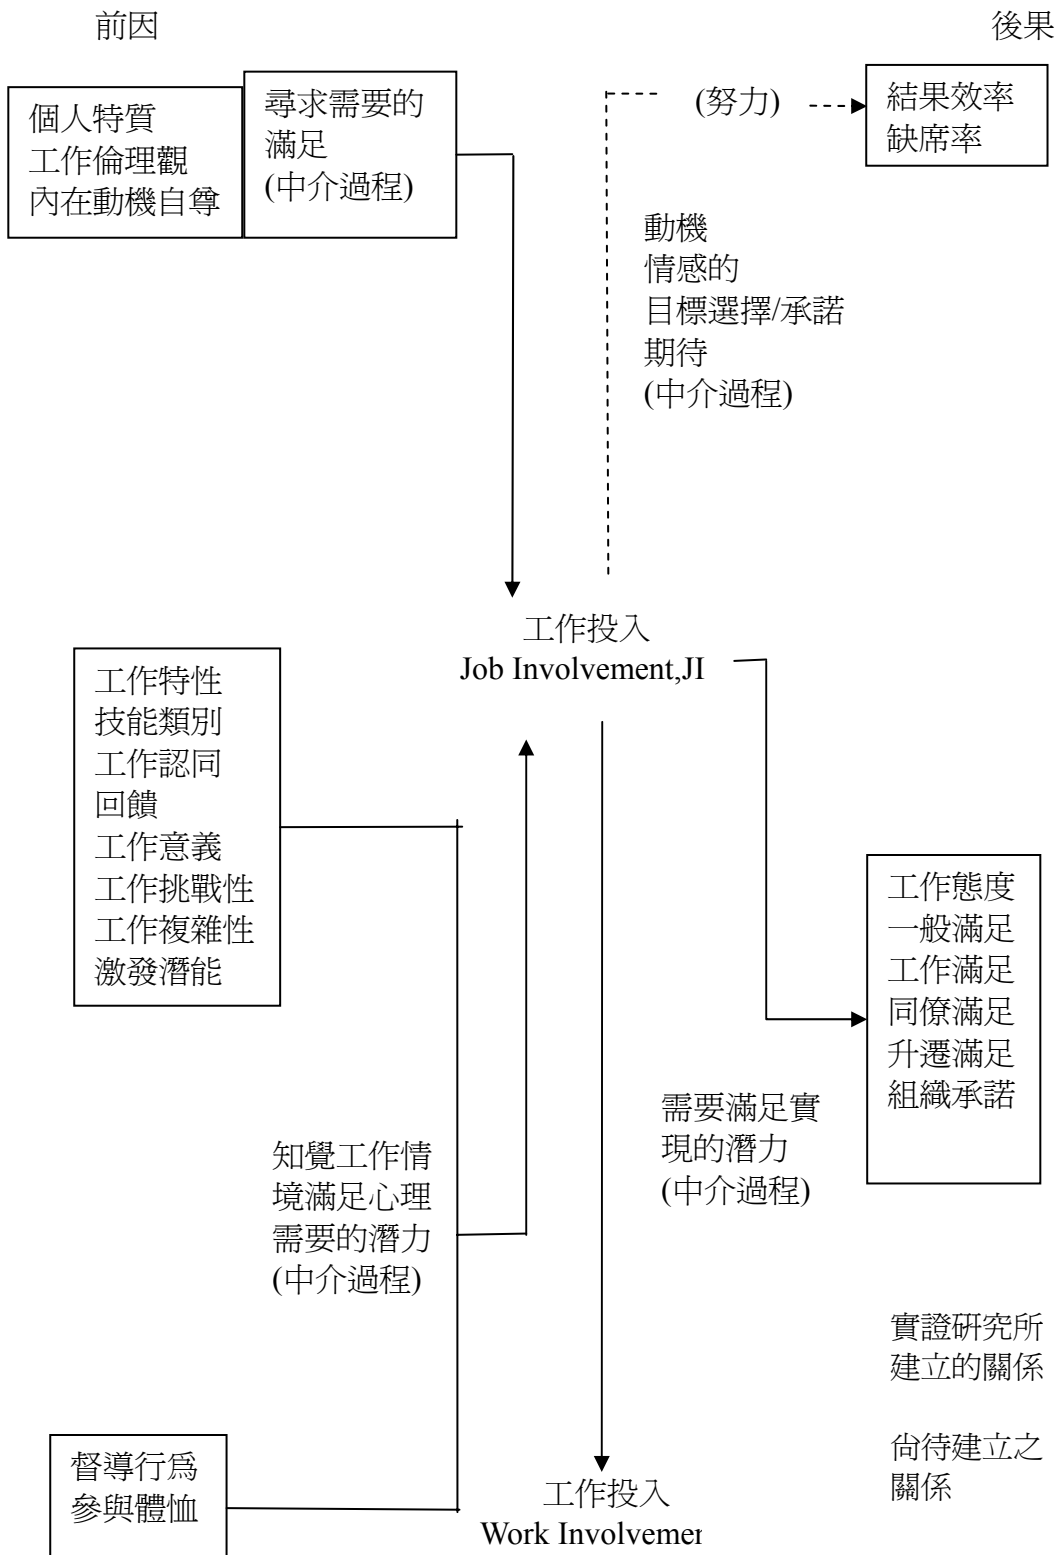 前因
後果
個人特質
工作倫理觀
內在動機自尊
尋求需要的
滿足
(中介過程)
(努力)
結果效率
缺席率
動機
情感的
目標選擇/承諾
期待
(中介過程)
工作投入
Job Involvement,JI
工作特性
技能類別
工作認同
回饋
工作意義
工作挑戰性
工作複雜性
激發潛能
工作態度
一般滿足
工作滿足
同僚滿足
升遷滿足
組織承諾
知覺工作情
境滿足心理
需要的潛力
(中介過程)
需要滿足實
現的潛力
(中介過程)
實證研究所
建立的關係
尚待建立之
關係
督導行為
參與體恤
工作投入
Work Involvemer